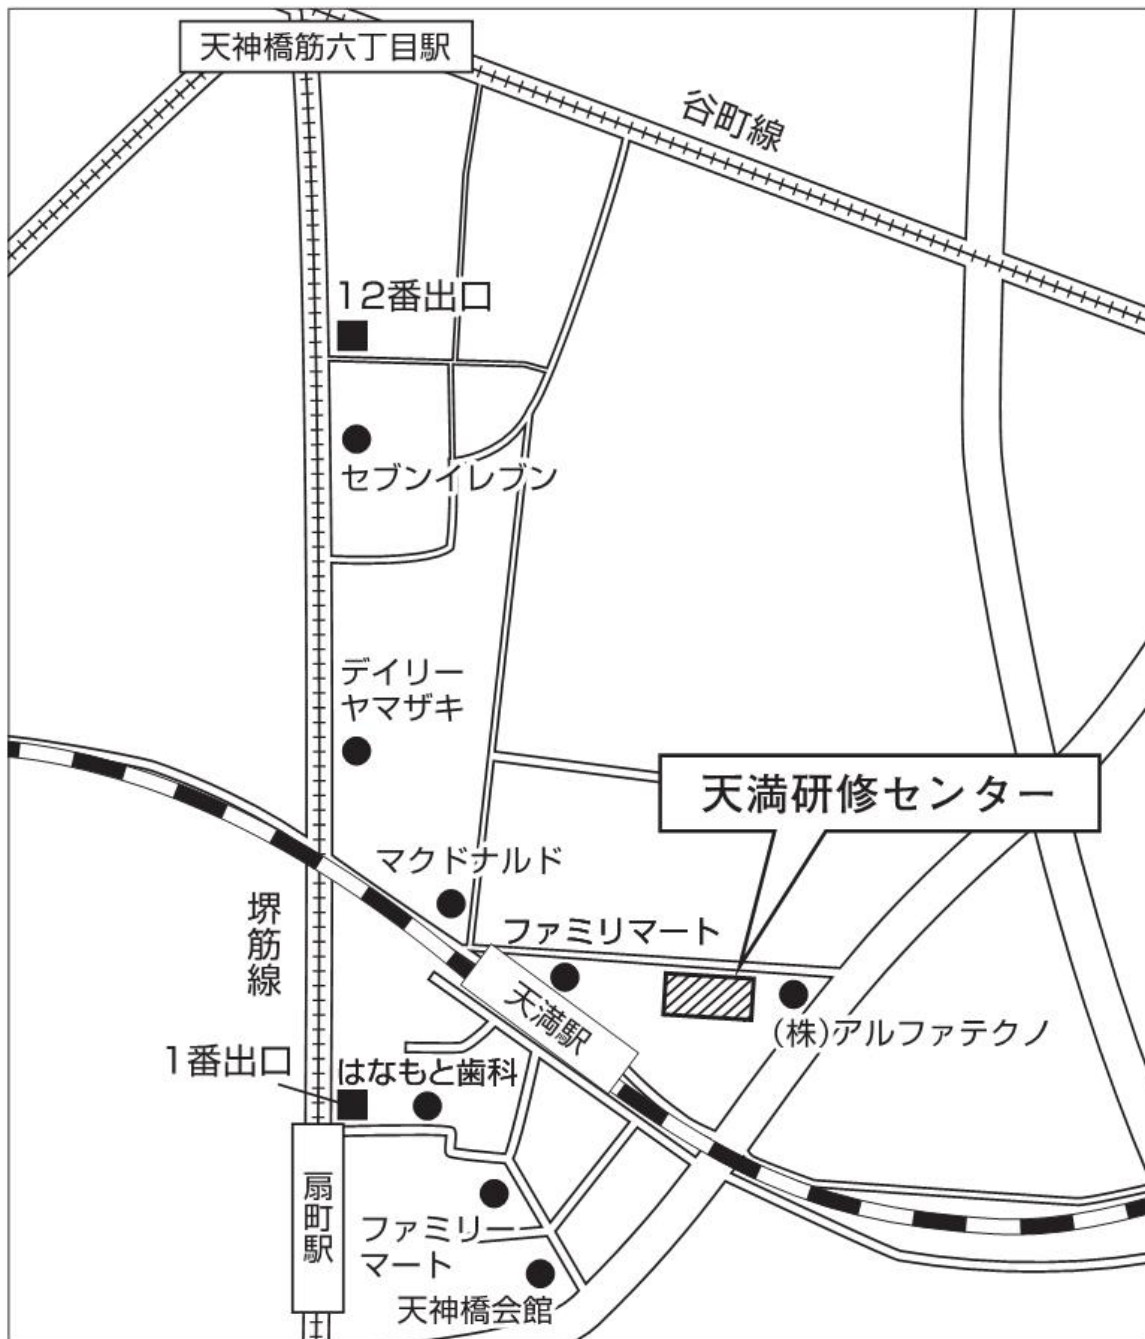 天神橋筋六丁目駅
谷町線
12番出口
セブンイレブン
デイリー
ヤマザキ
天満研修センター
マクドナルド
堺筋線
ファミリマート
天満駅
(株)アルファテクノ
1番出口
はなもと歯科
扇町駅
ファミリー
マート
天神橋会館